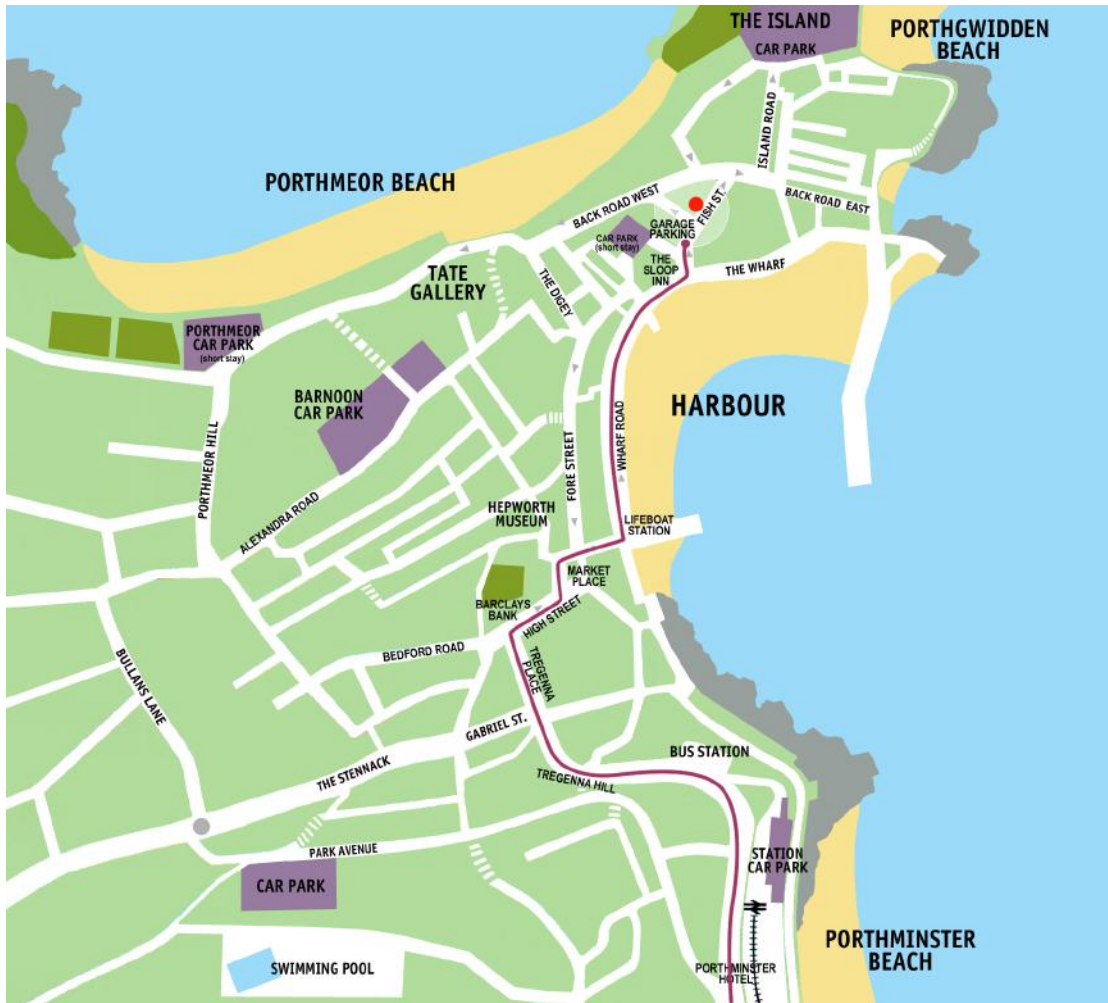 THE ISLAND
CAR PARK
PORTHGWIDDEN
BEACH
ISLAND ROAD
PORTHMEOR BEACH
BACK ROAD WEST
FISH ST.
BACK ROAD EAST
GARAGE
PARKING
CAR PARK
(short stay)
THE
SLOOP
INN
THE WHARF
TATE
GALLERY
THE DIGEY
PORTHMEOR
CAR PARK
(short stay)
BARNOON
CAR PARK
HARBOUR
WHARF ROAD
FORE STREET
PORTHMEOR HILL
ALEXANDRA ROAD
HEPWORTH
MUSEUM
LIFEBOAT
STATION
MARKET
PLACE
BARCLAYS
BANK
HIGH STREET
BEDFORD ROAD
TREGENNA
PLACE
BULLANS LANE
GABRIEL ST.
THE STENNACK
BUS STATION
TREGENNA HILL
PARK AVENUE
STATION
CAR PARK
CAR PARK
PORTHMINSTER
BEACH
SWIMMING POOL
PORTHMINSTER
HOTEL